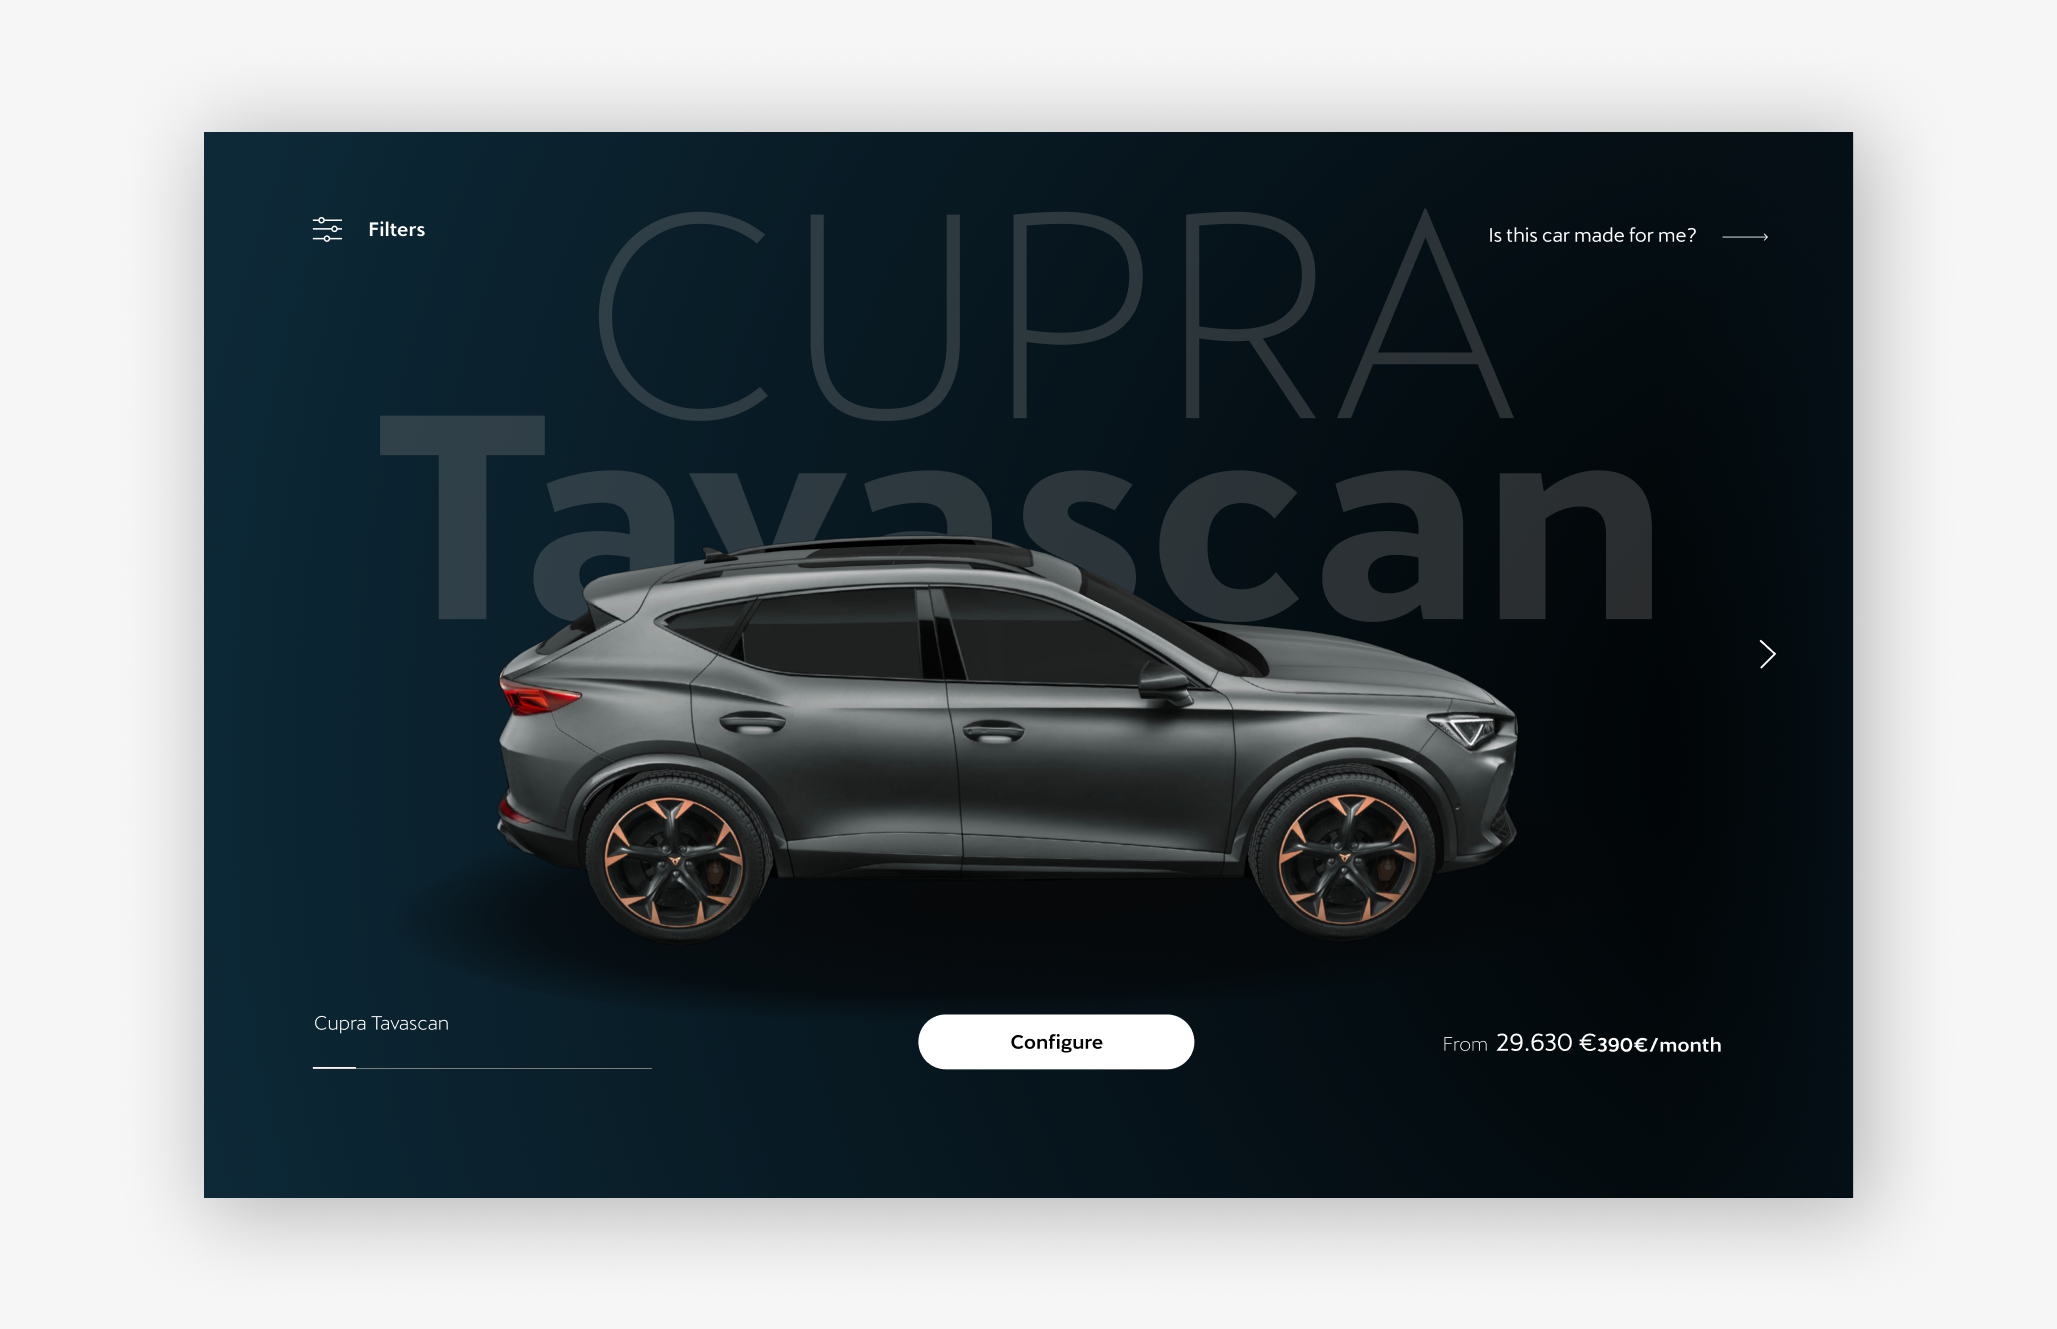 Filters
CUPRA
Is this car made for me?
Tavascan
Cupra Tavascan
Configure
From 29.630 €390€/month